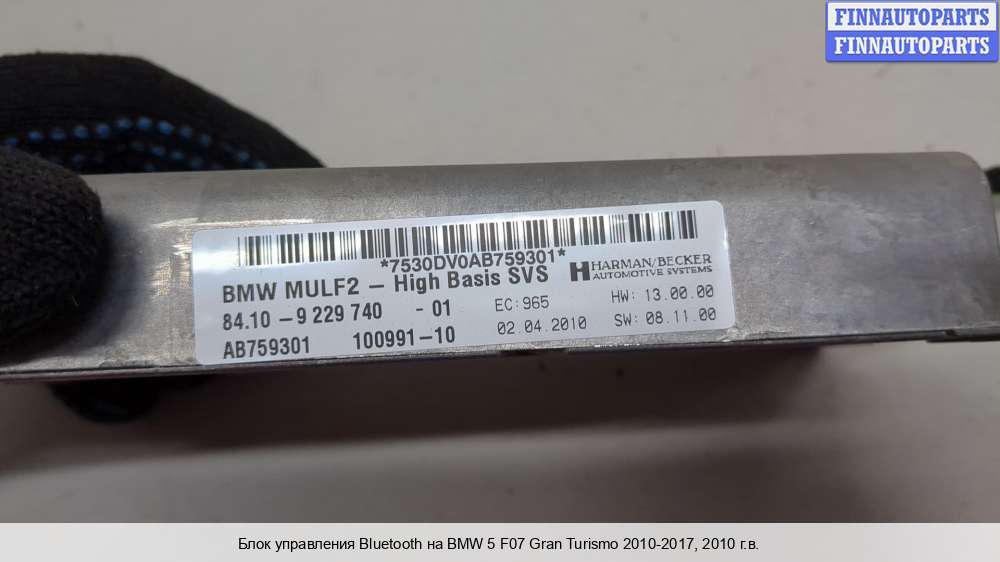 FINNAUTOPARTS
FINNAUTOPARTS
*7530DV0AB759301*
BMW MULF2 – High Basis SVS
HARMAN/BECKER
AUTOMOTIVE SYSTEMS
84.10 –9 229 740 - 01
EC: 965
HW: 13.00.00
AB759301 100991–10
02.04.2010
SW: 08.11.00
Блок управления Bluetooth на BMW 5 F07 Gran Turismo 2010-2017, 2010 г.в.